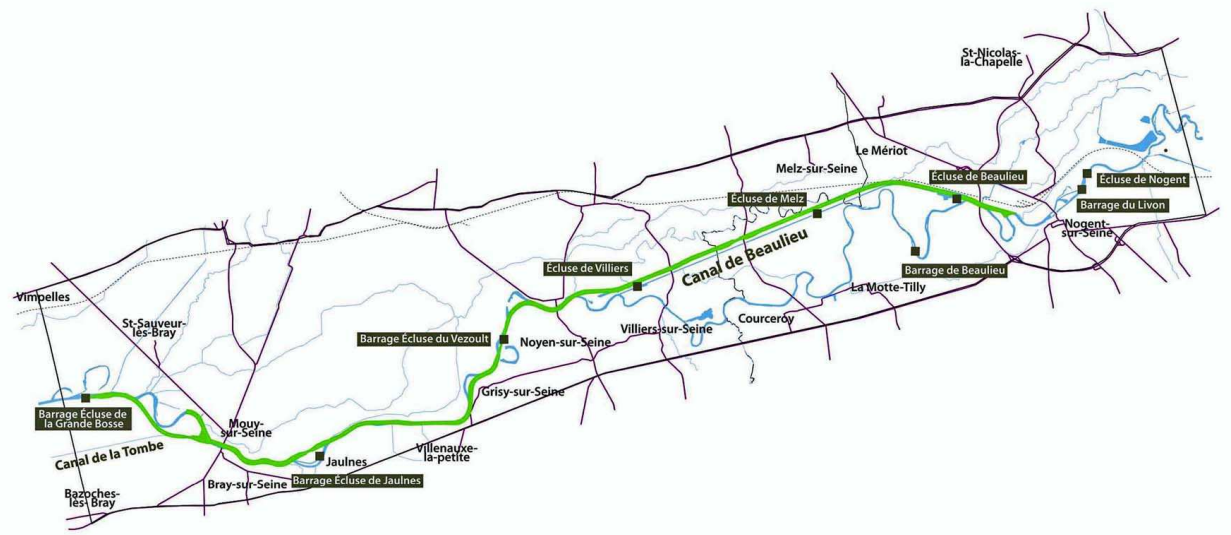 St-Nicolas-
la-Chapelle
Le Mériot
Melz-sur-Seine
Écluse de Beaulieu
Écluse de Nogent
Écluse de Melz
Barrage du Livon
Nogent-
sur-Seine
Canal de Beaulieu
Écluse de Villiers
Barrage de Beaulieu
La Motte-Tilly
Vimpelles
Courceroy
St-Sauveur-
lès-Bray
Villiers-sur-Seine
Barrage Écluse du Vezoult
Noyen-sur-Seine
Grisy-sur-Seine
Barrage Écluse de
la Grande Bosse
Mouy-
sur-Seine
Canal de la Tombe
Villenauxe-
la-petite
Jaulnes
Barrage Écluse de Jaulnes
Bray-sur-Seine
Bazoches-
lès-Bray